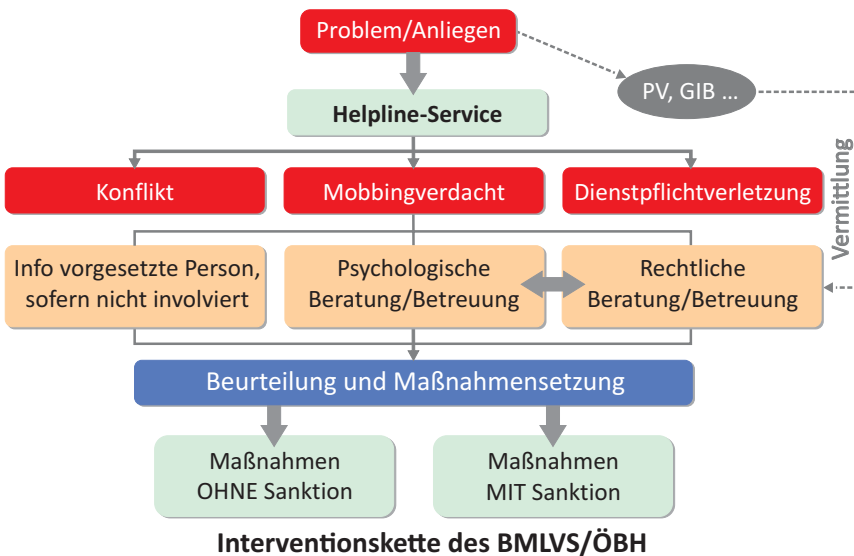 Problem/Anliegen
PV, GIB ...
Helpline-Service
Vermittlung
Konflikt
Mobbingverdacht
Dienstpflichtverletzung
Info vorgesetzte Person,
sofern nicht involviert
Psychologische
Beratung/Betreuung
Rechtliche
Beratung/Betreuung
Beurteilung und Maßnahmensetzung
Maßnahmen
OHNE Sanktion
Maßnahmen
MIT Sanktion
Interventionskette des BMLVS/ÖBH